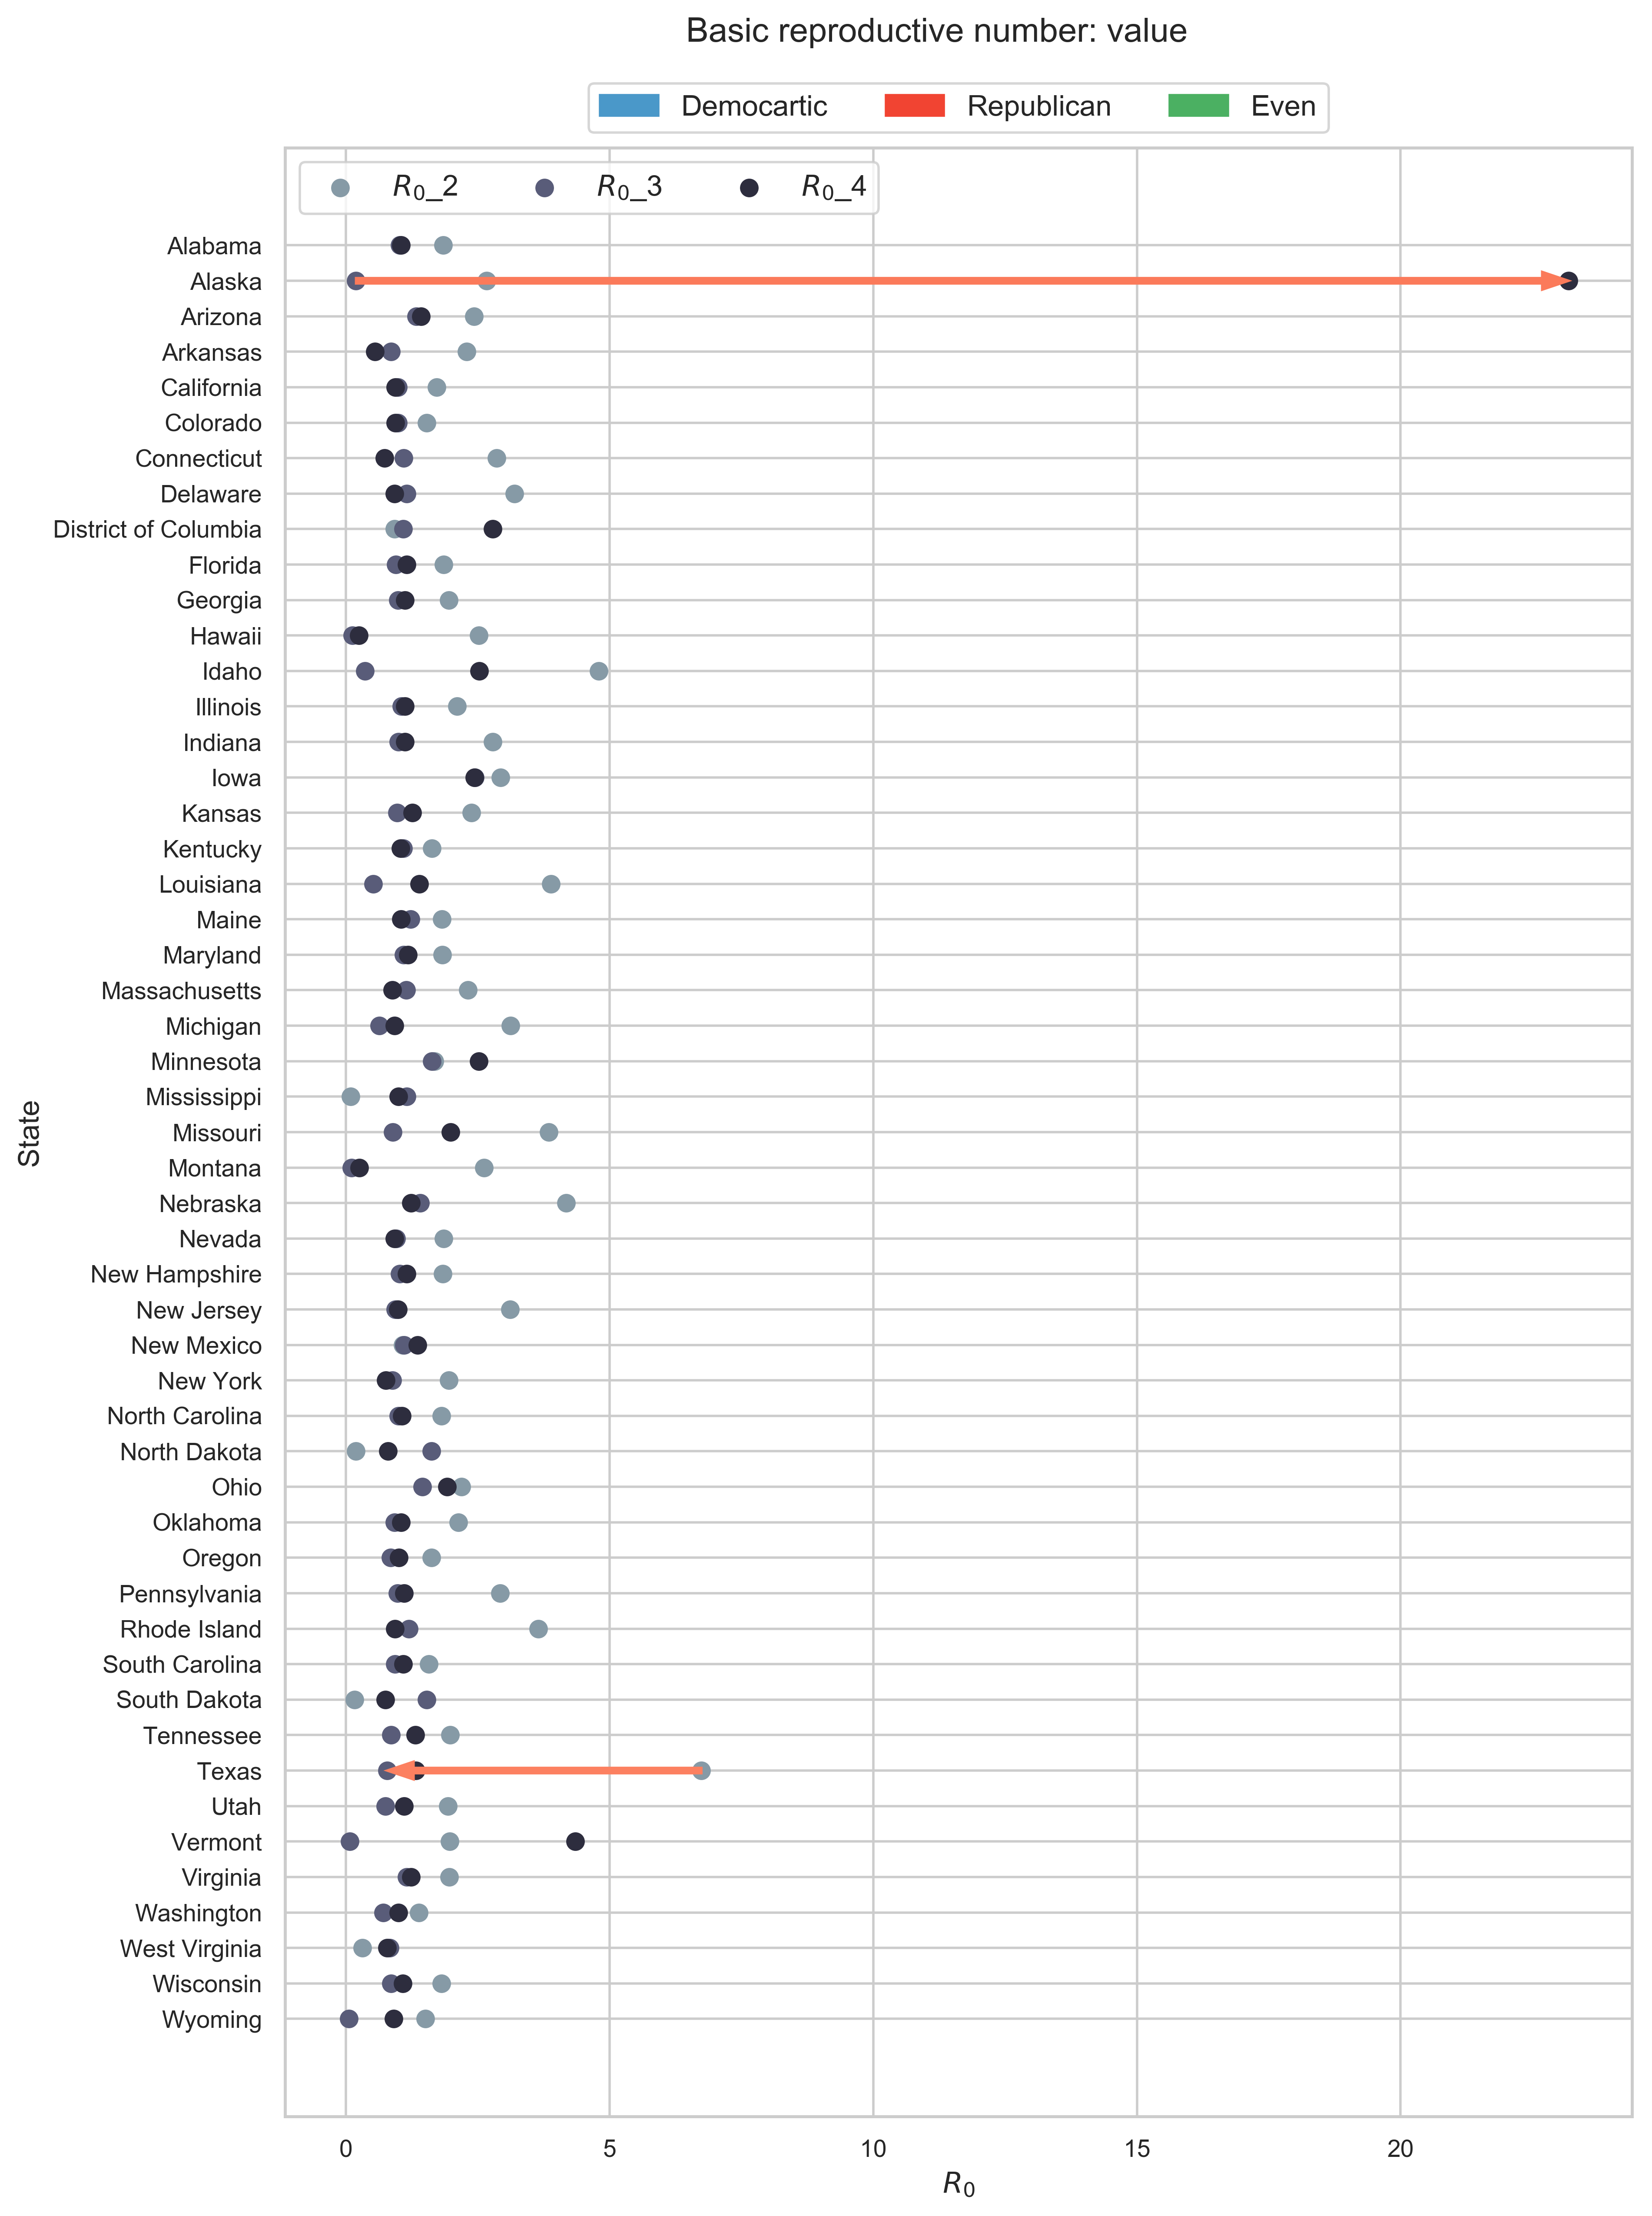 Basic reproductive number: value
Democartic Republican Even
R0_2 R0_3 R0_4
Alabama
Alaska
Arizona
Arkansas
California
Colorado
Connecticut
Delaware
District of Columbia
Florida
Georgia
Hawaii
Idaho
Illinois
Indiana
Iowa
Kansas
Kentucky
Louisiana
Maine
Maryland
Massachusetts
Michigan
Minnesota
Mississippi
Missouri
Montana
Nebraska
Nevada
New Hampshire
New Jersey
New Mexico
New York
North Carolina
North Dakota
Ohio
Oklahoma
Oregon
Pennsylvania
Rhode Island
South Carolina
South Dakota
Tennessee
Texas
Utah
Vermont
Virginia
Washington
West Virginia
Wisconsin
Wyoming
State
0 5 10 15 20
R0